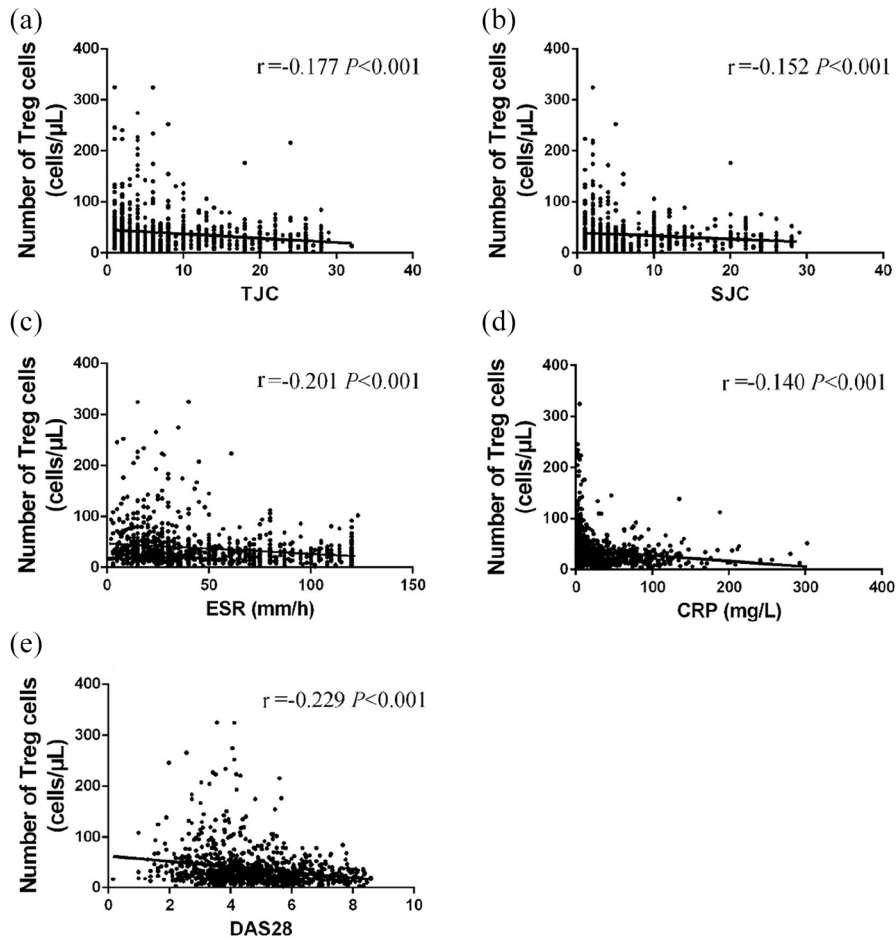 (a)
Number of Treg cells
(cells/µL)
400
300
200
100
0
r =-0.177 P<0.001
0 10 20 30 40
TJC
(b)
Number of Treg cells
(cells/µL)
400
300
200
100
0
r =-0.152 P<0.001
0 10 20 30 40
SJC
(c)
Number of Treg cells
(cells/µL)
400
300
200
100
0
r =-0.201 P<0.001
0 50 100 150
ESR (mm/h)
(d)
Number of Treg cells
(cells/µL)
400
300
200
100
0
r =-0.140 P<0.001
0 100 200 300 400
CRP (mg/L)
(e)
Number of Treg cells
(cells/µL)
400
300
200
100
0
r =-0.229 P<0.001
0 2 4 6 8 10
DAS28